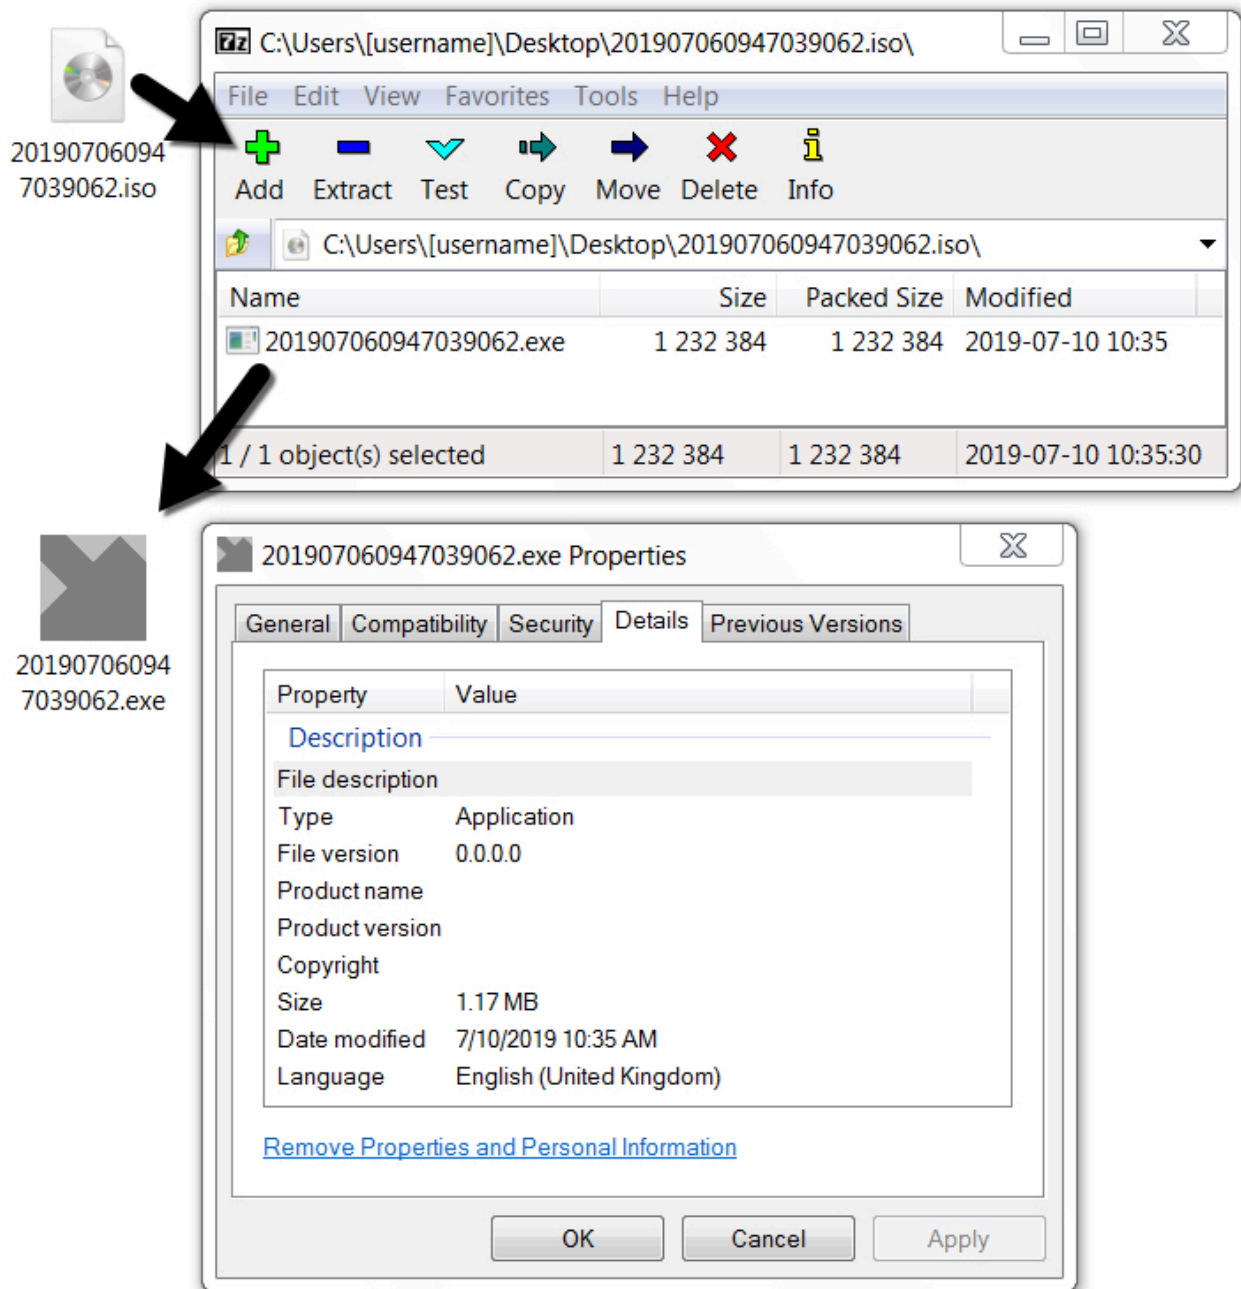 C:\Users\[username]\Desktop\201907060947039062.iso\
File Edit View Favorites Tools Help
Add Extract Test Copy Move Delete Info
20190706094
7039062.iso
C:\Users\[username]\Desktop\201907060947039062.iso\
Name Size Packed Size Modified
201907060947039062.exe 1 232 384 1 232 384 2019-07-10 10:35
1 / 1 object(s) selected 1 232 384 1 232 384 2019-07-10 10:35:30
20190706094
7039062.exe
201907060947039062.exe Properties
General Compatibility Security Details Previous Versions
Property Value
Description
File description
Type Application
File version 0.0.0.0
Product name
Product version
Copyright
Size 1.17 MB
Date modified 7/10/2019 10:35 AM
Language English (United Kingdom)
Remove Properties and Personal Information
OK Cancel Apply